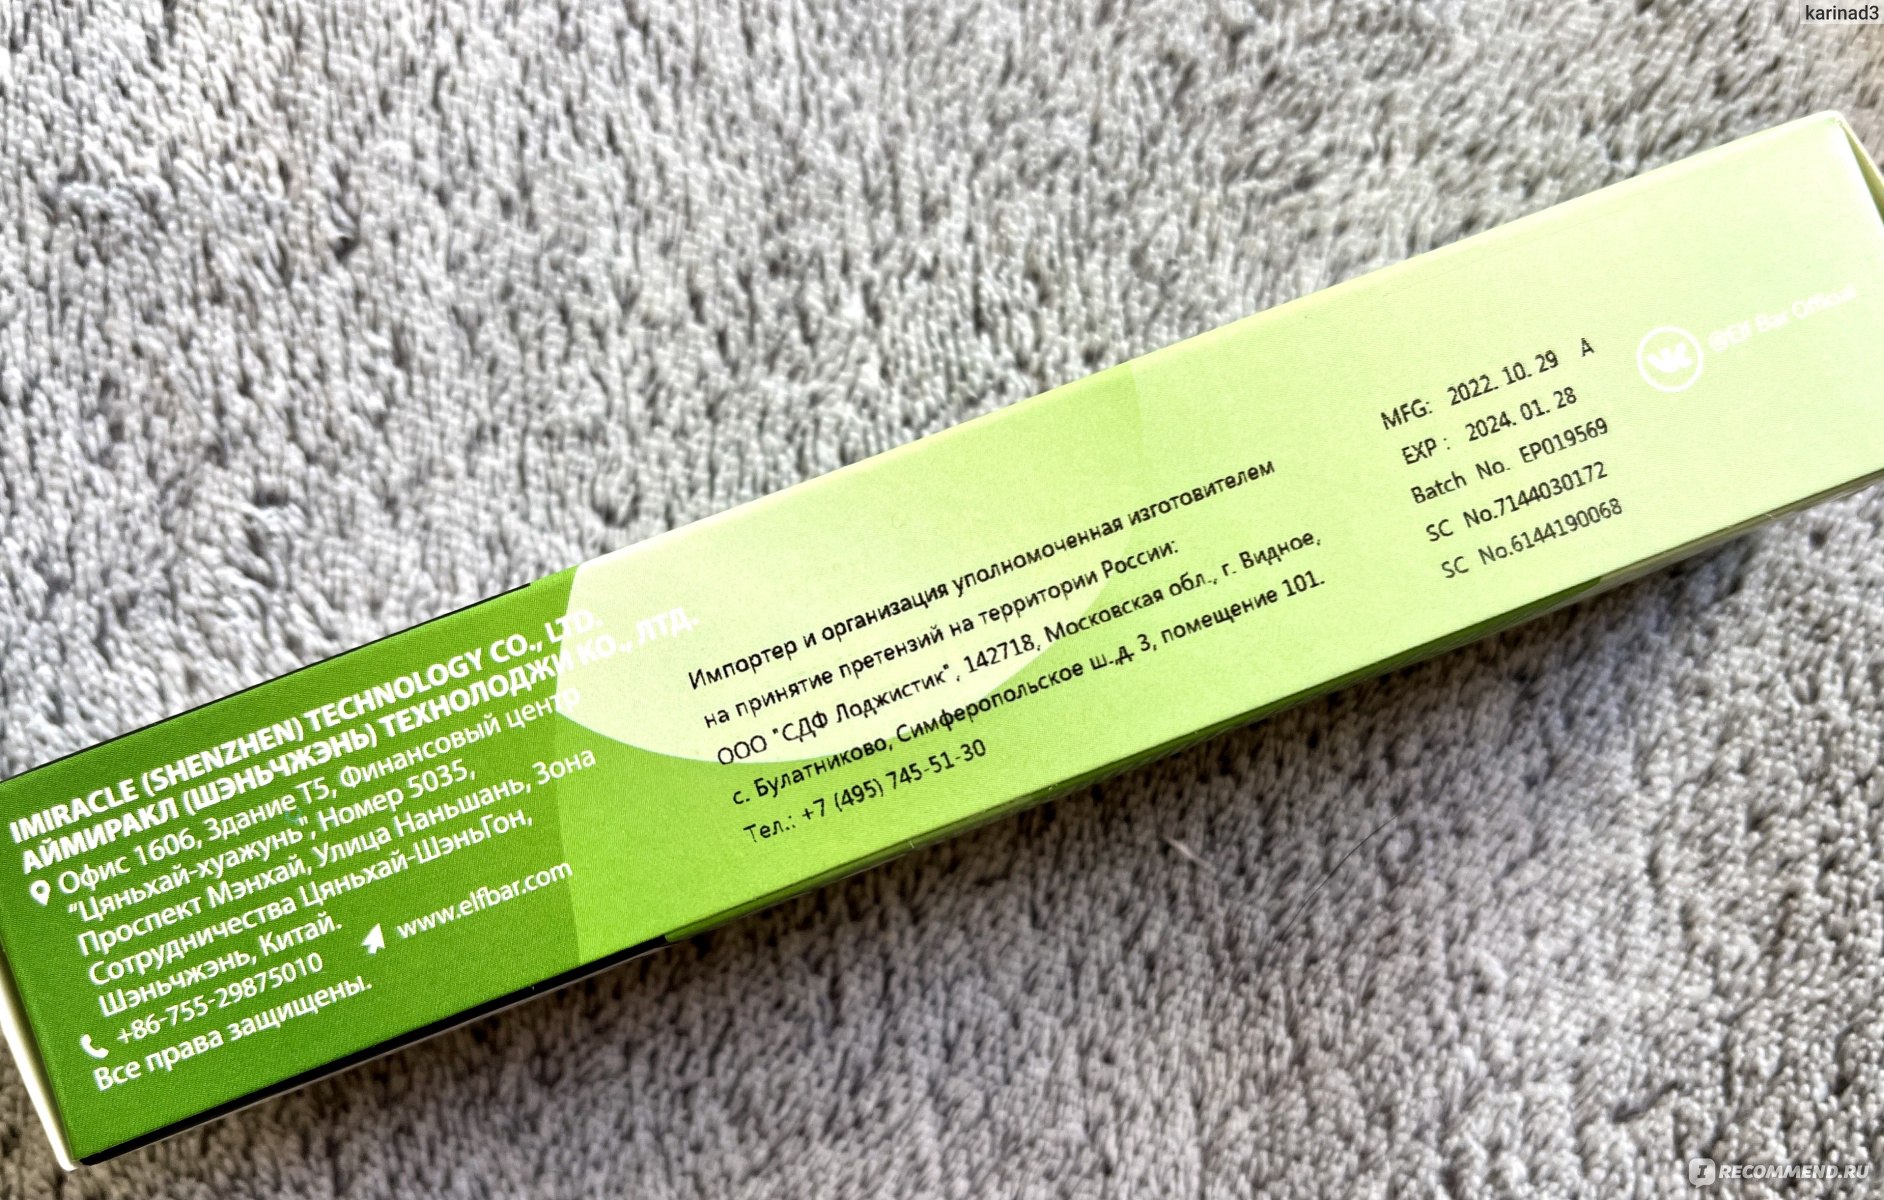 karinad3
IMIRACLE (SHENZHEN) TECHNOLOGY CO., LTD.
АЙМИРАКЛ (ШЭНЬЧЖЭНЬ) ТЕХНОЛОДЖИ КО., ЛТД.
Офис 1606, Здание T5, Финансовый центр
"Цяньхай-хуажунь", Номер 5035,
Проспект Мэнхай, Улица Наньшань, Зона
Сотрудничества Цяньхай-ШэньГон,
Шэньчжэнь, Китай.
+86-755-29875010
www.elfbar.com
Все права защищены.
Импортер и организация уполномоченная изготовителем
на принятие претензий на территории России:
ООО "СДФ Лоджистик", 142718, Московская обл., г. Видное,
с. Булатниково, Симферопольское ш.,д. 3, помещение 101.
Тел.: +7 (495) 745-51-30
MFG: 2022. 10. 29 A
EXP : 2024. 01. 28
Batch No. EP019569
SC No.7144030172
SC No.6144190068
@Elf Bar Official
IRECOMMEND.RU